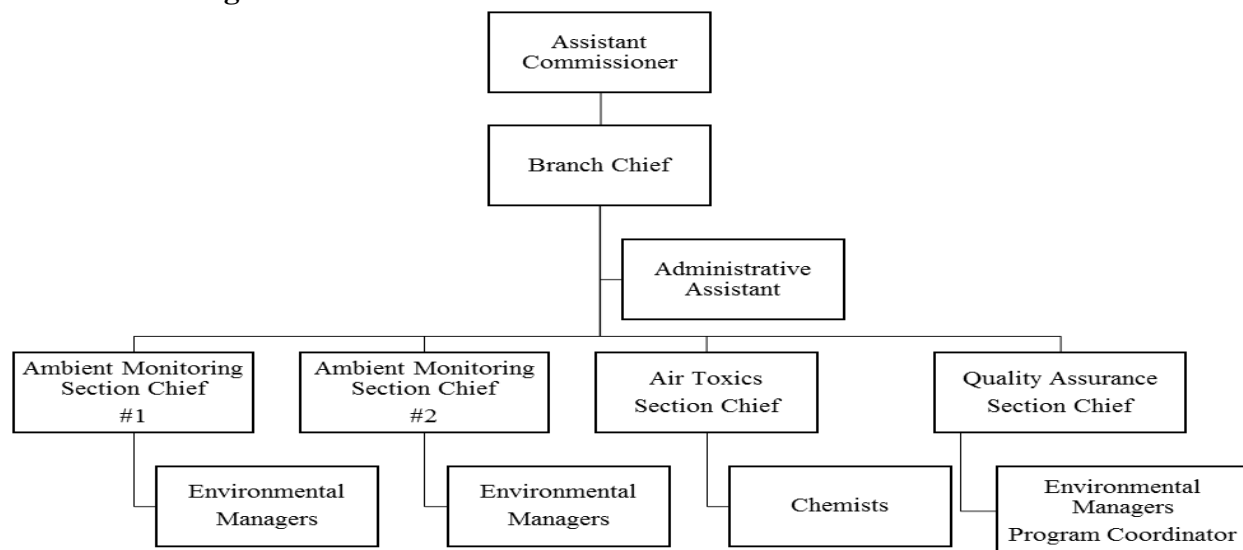 Assistant
Commissioner
Branch Chief
Administrative
Assistant
Ambient Monitoring
Section Chief
#1
Ambient Monitoring
Section Chief
#2
Air Toxics
Section Chief
Quality Assurance
Section Chief
Environmental
Managers
Environmental
Managers
Chemists
Environmental
Managers
Program Coordinator